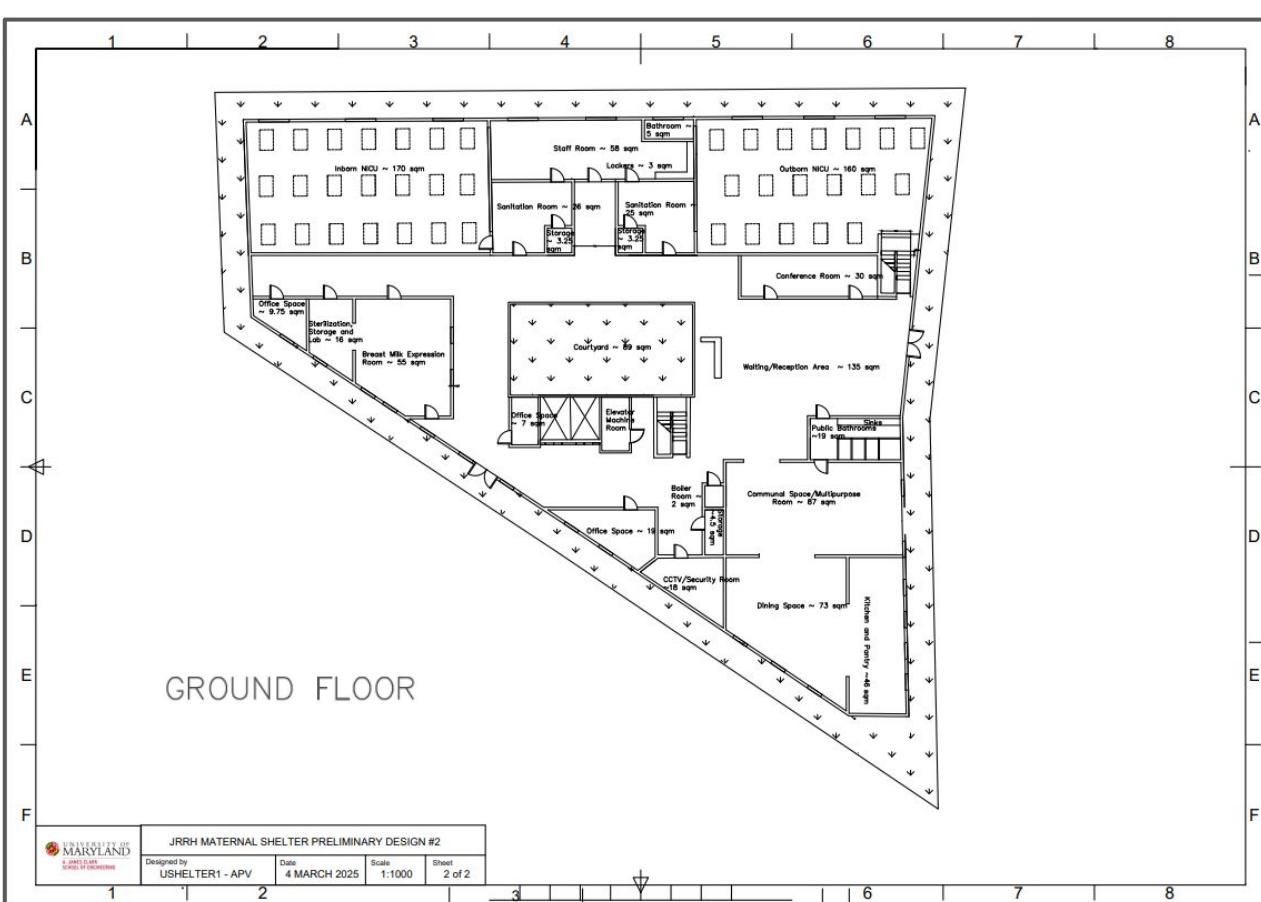 1 2 3 4 5 6 7 8
A A
Bathroom ~
5 sqm
Staff Room ~ 58 sqm
Lockers ~ 3 sqm
Inborn NICU ~ 170 sqm
Outborn NICU ~ 160 sqm
Sanitation Room ~ 26 sqm
Sanitation Room ~
25 sqm
Storage
~ 3.25
sqm
Storage
~ 3.25
sqm
B B
Conference Room ~ 30 sqm
Office Space
~ 9.75 sqm
Sterilization,
Storage and
Lab ~ 16 sqm
Breast Milk Expression
Room ~ 55 sqm
Courtyard ~ 89 sqm
Waiting/Reception Area ~ 135 sqm
C C
Office Space
~ 7 sqm
Elevator
Machine
Room
Sinks
Public Bathrooms
~19 sqm
Boiler
Room ~
2 sqm
Communal Space/Multipurpose
Room ~ 87 sqm
Storage
~4.5 sqm
D D
Office Space ~ 19 sqm
CCTV/Security Room
~18 sqm
Dining Space ~ 73 sqm
Kitchen and Pantry ~46 sqm
E E
GROUND FLOOR
F F
UNIVERSITY OF
MARYLAND
A. JAMES CLARK
SCHOOL OF ENGINEERING
JRRH MATERNAL SHELTER PRELIMINARY DESIGN #2
Designed by
USHELTER1 - APV
Date
4 MARCH 2025
Scale
1:1000
Sheet
2 of 2
1 2 3 6 7 8